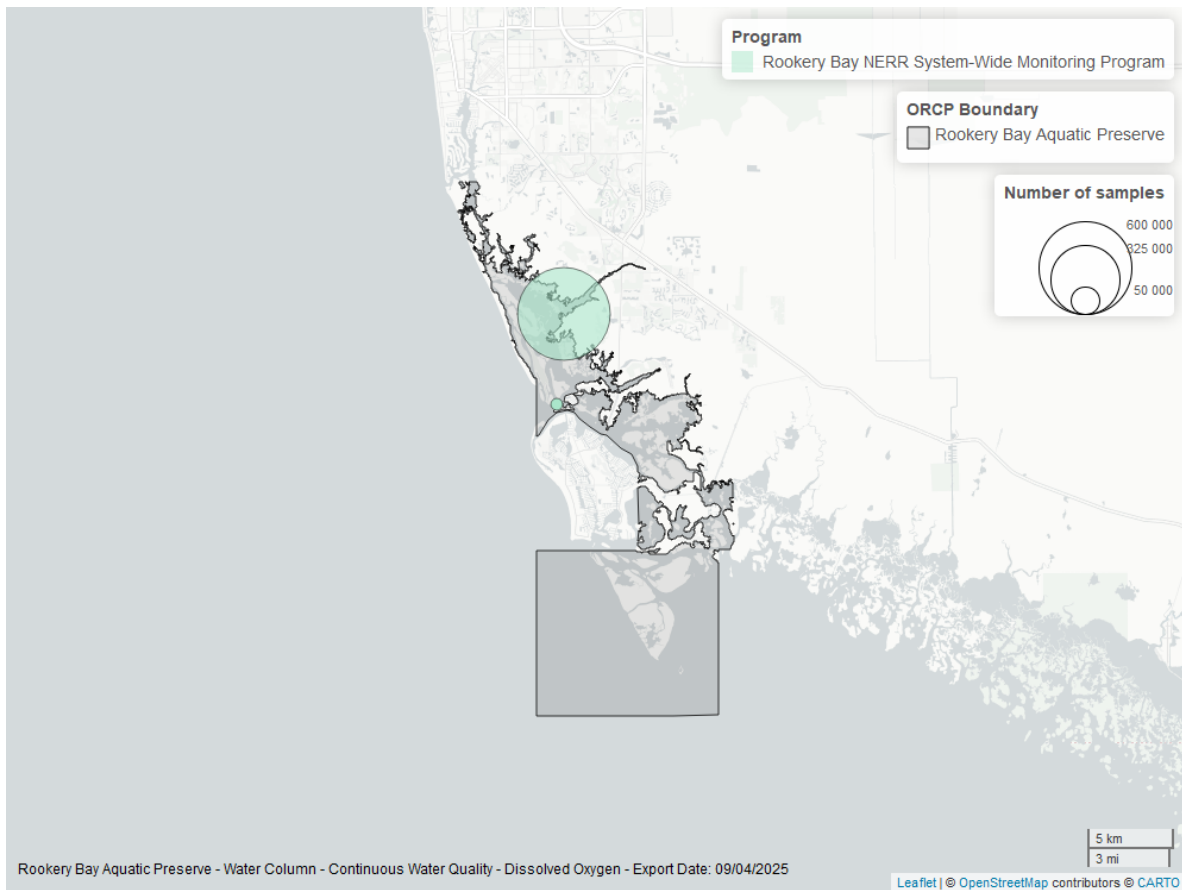 Program
Rookery Bay NERR System-Wide Monitoring Program
ORCP Boundary
Rookery Bay Aquatic Preserve
Number of samples
600 000
325 000
50 000
5 km
3 mi
Rookery Bay Aquatic Preserve - Water Column - Continuous Water Quality - Dissolved Oxygen - Export Date: 09/04/2025
Leaflet | © OpenStreetMap contributors © CARTO